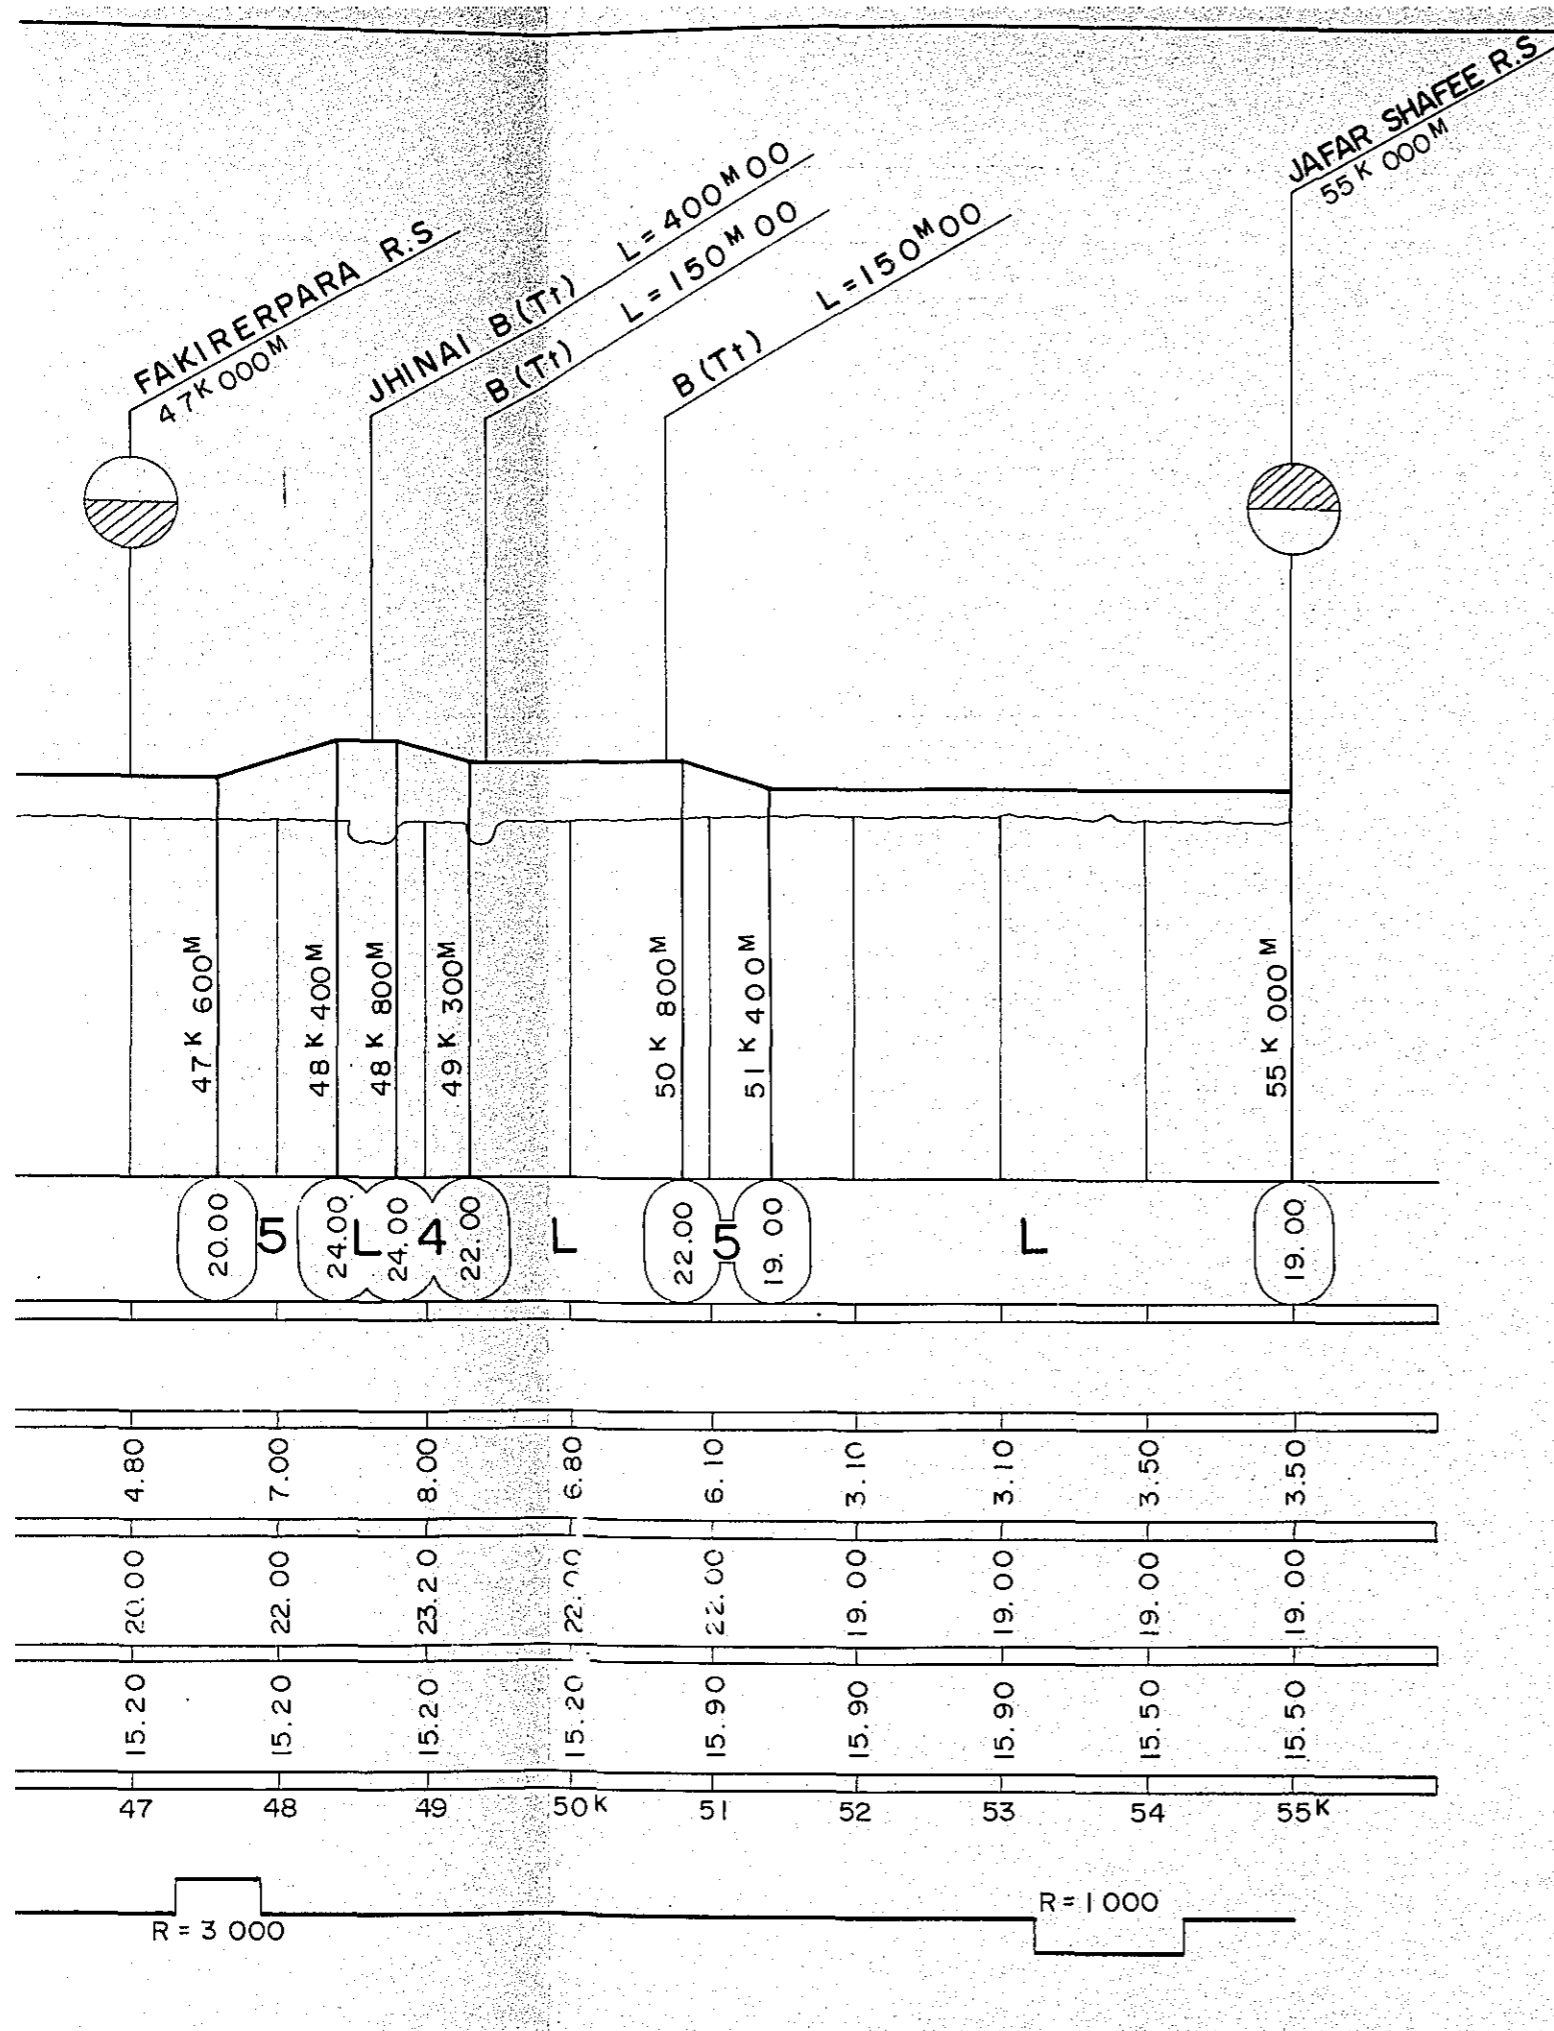 JAFAR SHAFEE R.S
55K 000M
FAKIRERPARA R.S
47K 000M
JHINAI B(Tt) L=400M00
B(Tt) L=150M00
B(Tt) L=150M00
47K 600M
48K 400M
48K 800M
49K 300M
50K 800M
51K 400M
55K 000M
20.00 5 24.00 L 24.00 4 22.00 L 22.00 5 19.00 L 19.00
4.80 7.00 8.00 6.80 6.10 3.10 3.10 3.50 3.50
20.00 22.00 23.20 22.00 22.00 19.00 19.00 19.00 19.00
15.20 15.20 15.20 15.20 15.90 15.90 15.90 15.50 15.50
47 48 49 50K 51 52 53 54 55K
R=3 000
R=1 000